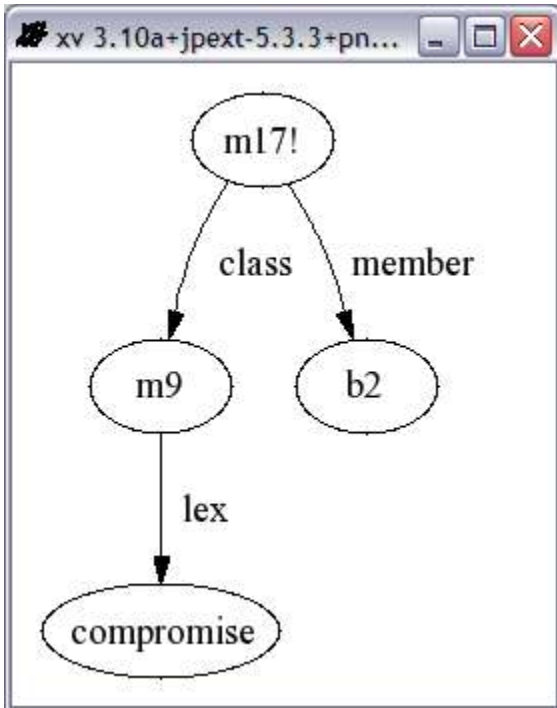 xv 3.10a+jpext-5.3.3+pn...
m17!
class
member
m9
b2
lex
compromise